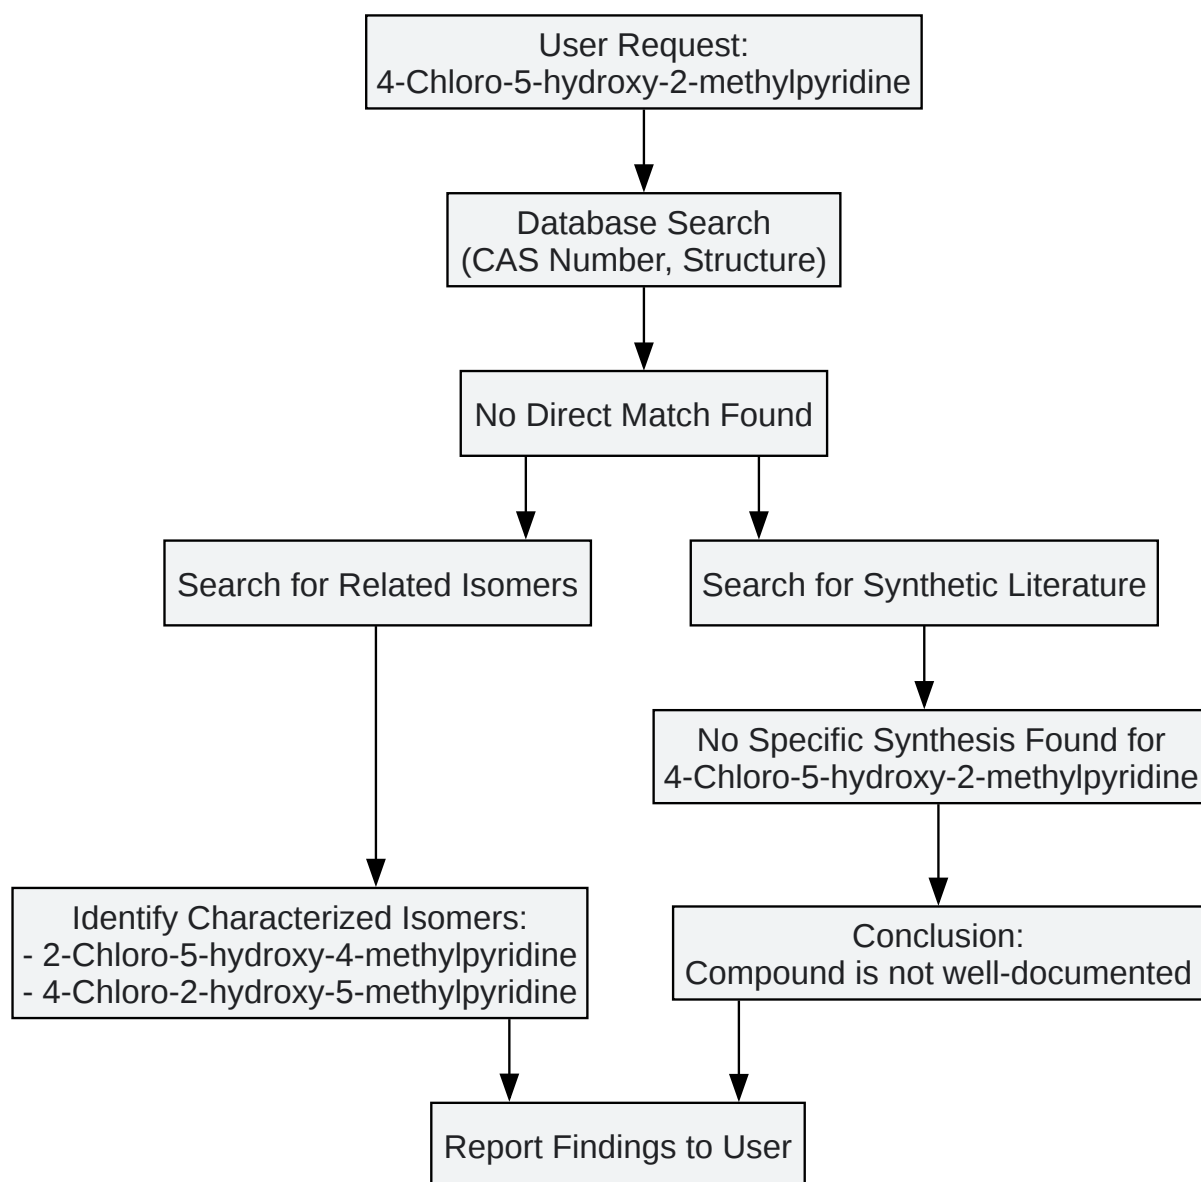 User Request:
4-Chloro-5-hydroxy-2-methylpyridine
Database Search
(CAS Number, Structure)
No Direct Match Found
Search for Related Isomers
Search for Synthetic Literature
No Specific Synthesis Found for
4-Chloro-5-hydroxy-2-methylpyridine
Identify Characterized Isomers:
- 2-Chloro-5-hydroxy-4-methylpyridine
- 4-Chloro-2-hydroxy-5-methylpyridine
Conclusion:
Compound is not well-documented
Report Findings to User